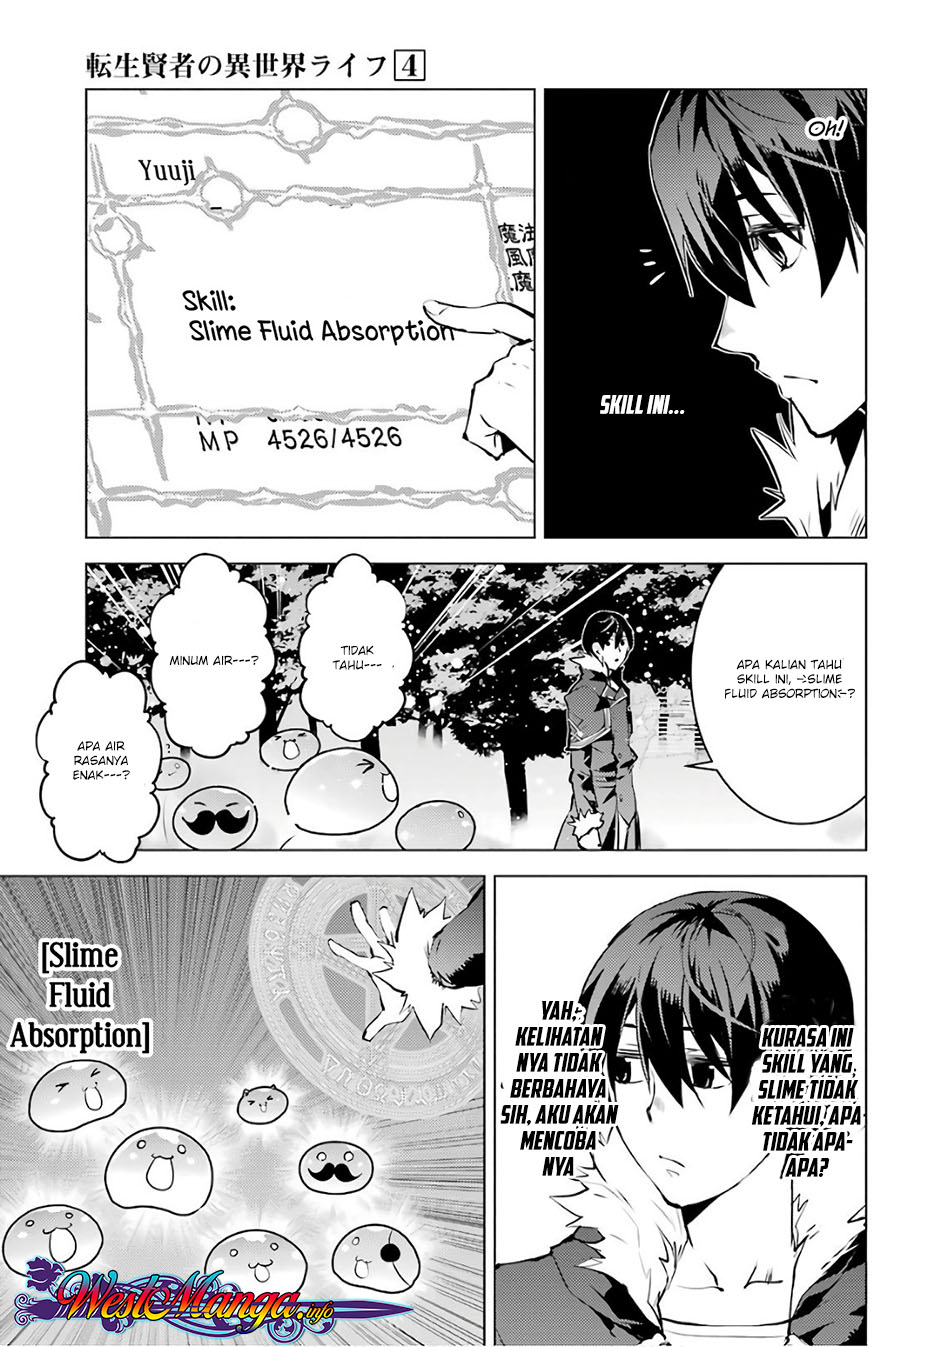 転生賢者の異世界ライフ4
Oh!
SKILL INI...
Yuuji
魔法
風
魔
Skill:
Slime Fluid Absorption
MP 4526/4526
APA KALIAN TAHU
SKILL INI, ~:SLIME
FLUID ABSORPTION:~?
TIDAK
TAHU---
MINUM AIR---?
APA AIR
RASANYA
ENAK---?
?
KURASA INI
SKILL YANG
SLIME TIDAK
KETAHUI, APA
TIDAK APA-
APA?
YAH,
KELIHATAN
NYA TIDAK
BERBAHAYA
SIH, AKU AKAN
MENCOBA
NYA
[Slime
Fluid
Absorption]
WestManga.info